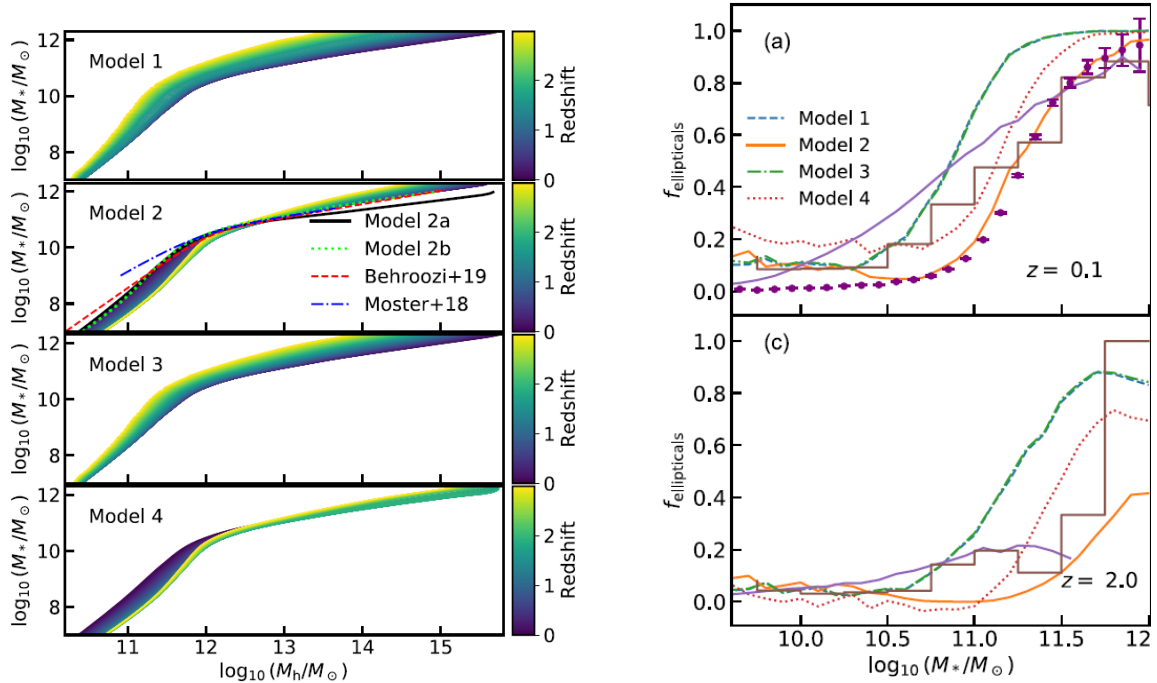 12
10
8
log₁₀(M*/M⊙)
Model 1
2
1
0
Redshift
12
10
8
log₁₀(M*/M⊙)
Model 2
Model 2a
Model 2b
Behroozi+19
Moster+18
2
1
0
Redshift
12
10
8
log₁₀(M*/M⊙)
Model 3
2
1
0
Redshift
12
10
8
log₁₀(M*/M⊙)
Model 4
2
1
0
Redshift
11 12 13 14 15
log₁₀(Mh/M⊙)
(a)
1.0
0.8
0.6
0.4
0.2
0.0
f_ellipticals
Model 1
Model 2
Model 3
Model 4
z = 0.1
(c)
1.0
0.8
0.6
0.4
0.2
0.0
f_ellipticals
z = 2.0
10.0 10.5 11.0 11.5 12
log₁₀(M*/M⊙)